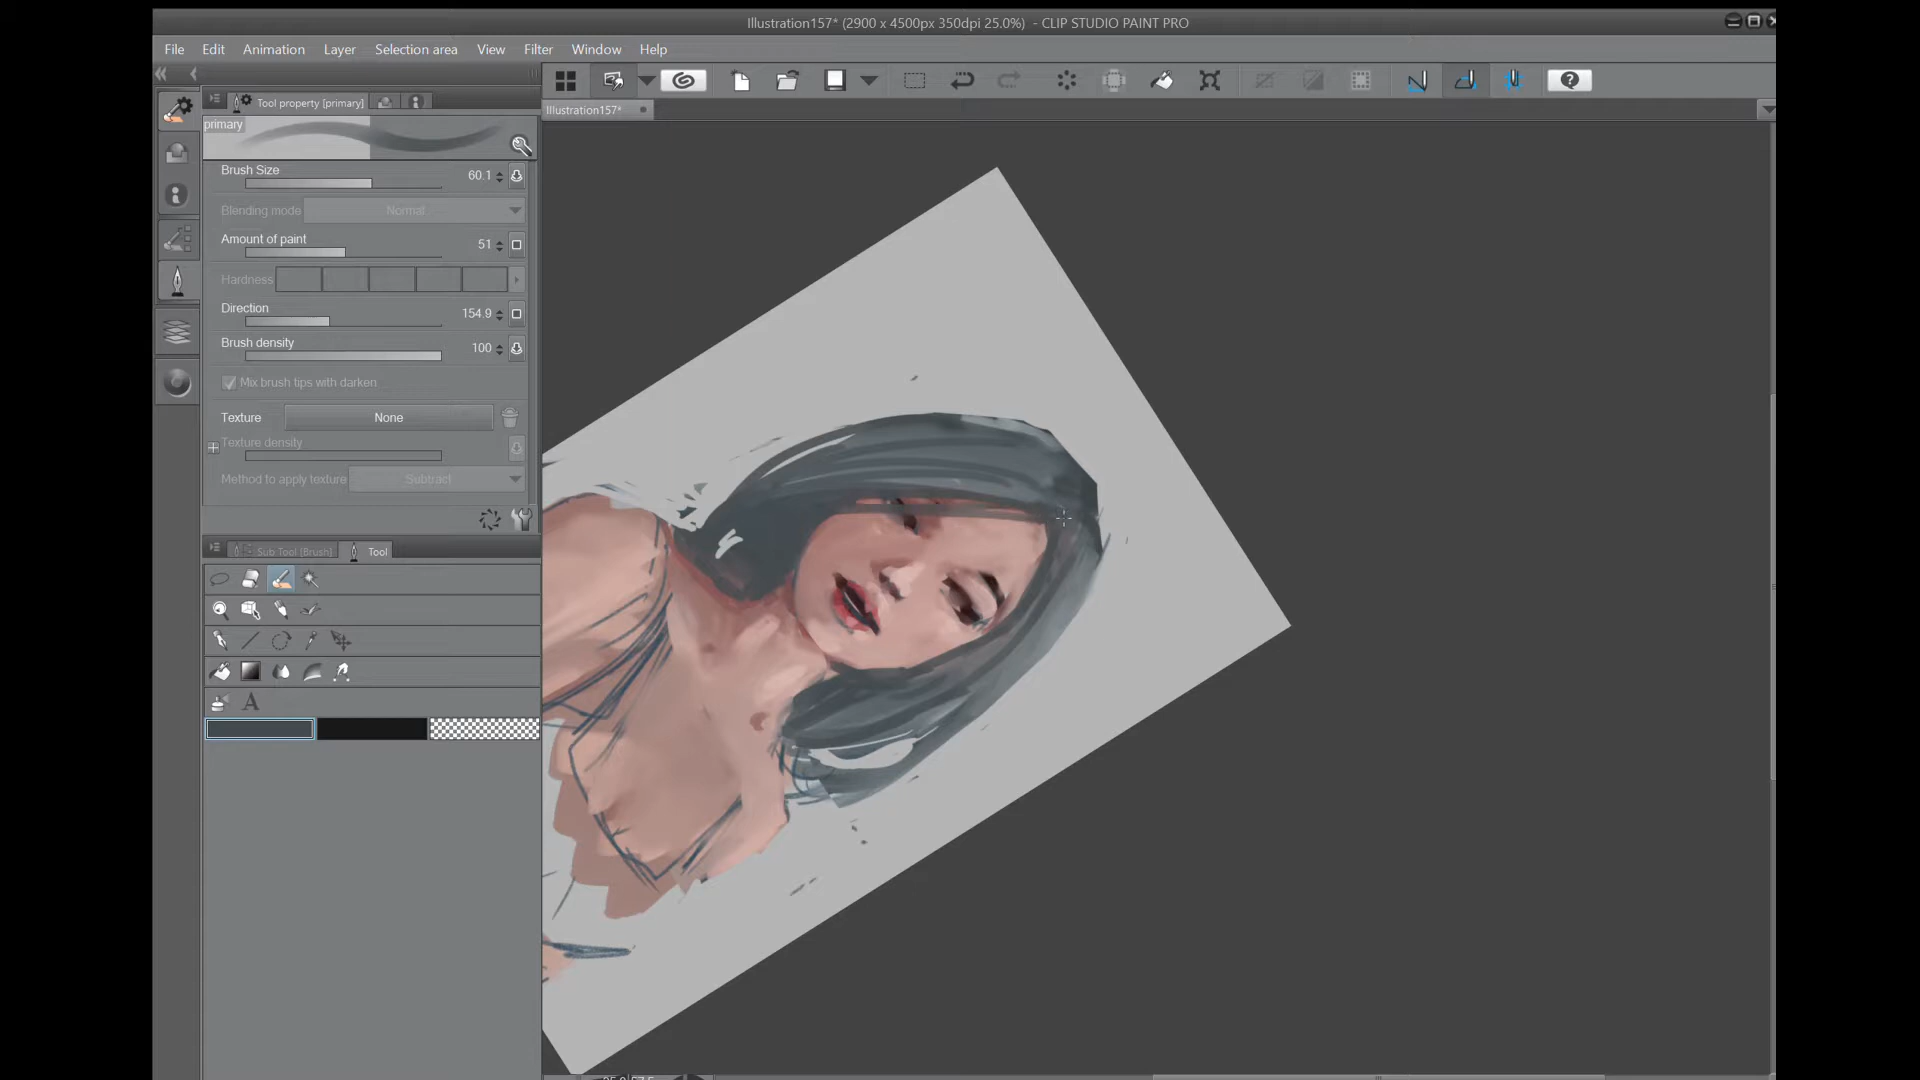 Illustration157* (2900 x 4500px 350dpi 25.0%)  - CLIP STUDIO PAINT PRO
File Edit Animation Layer Selection area View Filter Window Help
Tool property [primary]
Illustration157*
primary
Brush Size 60.1
Blending mode Normal
Amount of paint 51
Hardness
Direction 154.9
Brush density 100
Mix brush tips with darken
Texture None
Texture density
Method to apply texture Subtract
Sub Tool [Brush] Tool
A